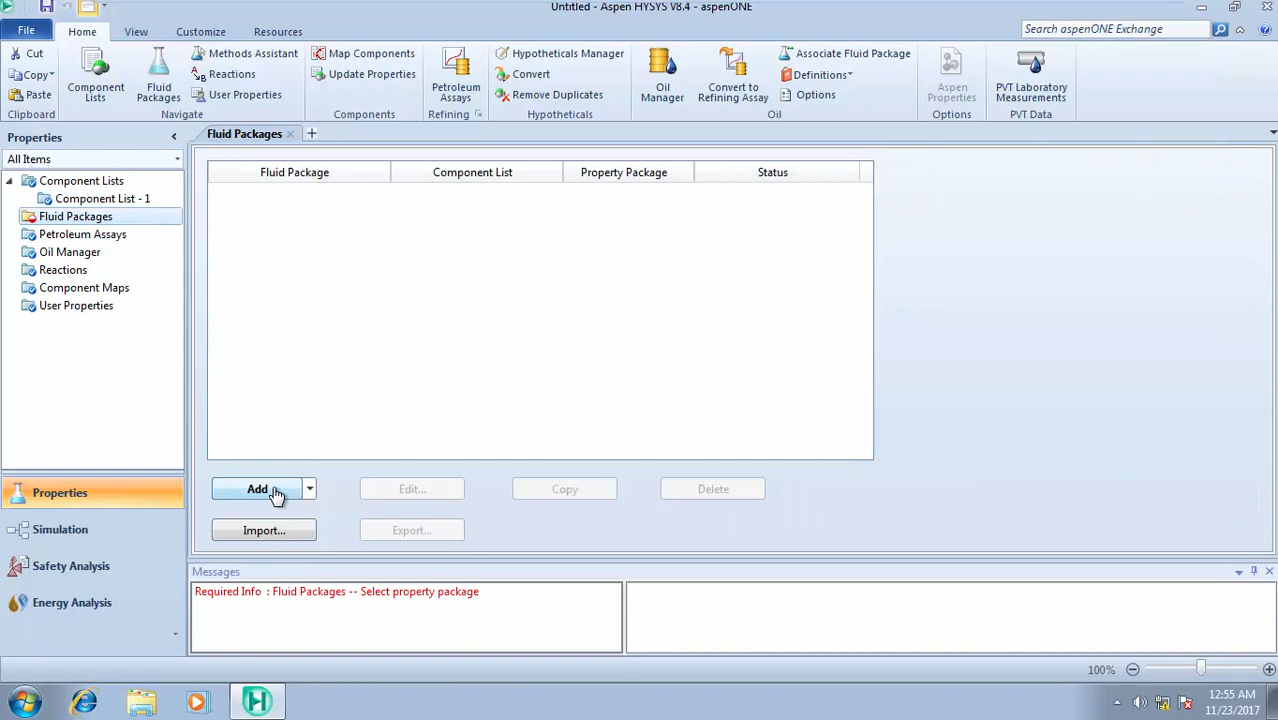 Untitled - Aspen HYSYS V8.4 - aspenONE
File
Home
View
Customize
Resources
Search aspenONE Exchange
Cut
Copy
Paste
Clipboard
Component Lists
Fluid Packages
Methods Assistant
Reactions
User Properties
Navigate
Map Components
Update Properties
Components
Petroleum Assays
Refining
Hypotheticals Manager
Convert
Remove Duplicates
Hypotheticals
Oil Manager
Convert to Refining Assay
Associate Fluid Package
Definitions
Options
Oil
Aspen Properties
Options
PVT Laboratory Measurements
PVT Data
Properties
All Items
Component Lists
Component List - 1
Fluid Packages
Petroleum Assays
Oil Manager
Reactions
Component Maps
User Properties
Properties
Simulation
Safety Analysis
Energy Analysis
Fluid Packages
Fluid Package
Component List
Property Package
Status
Add
Edit...
Copy
Delete
Import...
Export...
Messages
Required Info : Fluid Packages -- Select property package
100%
12:55 AM
11/23/2017